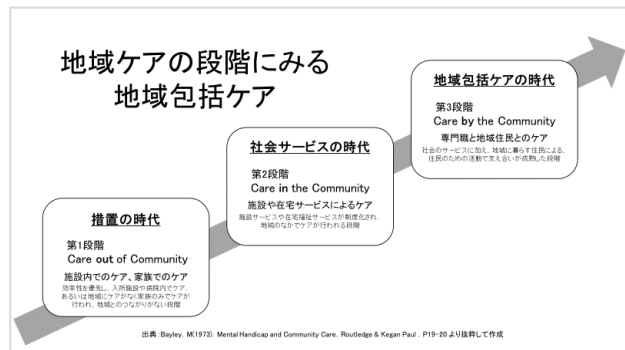 地域ケアの段階にみる
地域包括ケア
措置の時代
第1段階
Care out of Community
施設内でのケア、家族でのケア
効率性を優先し、入所施設や病院内でケア、
あるいは地域にケアがなく家族のみでケアが
行われ、地域とのつながりがない段階
社会サービスの時代
第2段階
Care in the Community
施設や在宅サービスによるケア
施設サービスや在宅福祉サービスが制度化され、
地域のなかでケアが行われる段階
地域包括ケアの時代
第3段階
Care by the Community
専門職と地域住民とのケア
社会のサービスに加え、地域に暮らす住民による、
住民のための活動で支え合いが成熟した段階
出典：Bayley. M(1973). Mental Handicap and Community Care. Routledge & Kegan Paul . P19-20 より抜粋して作成